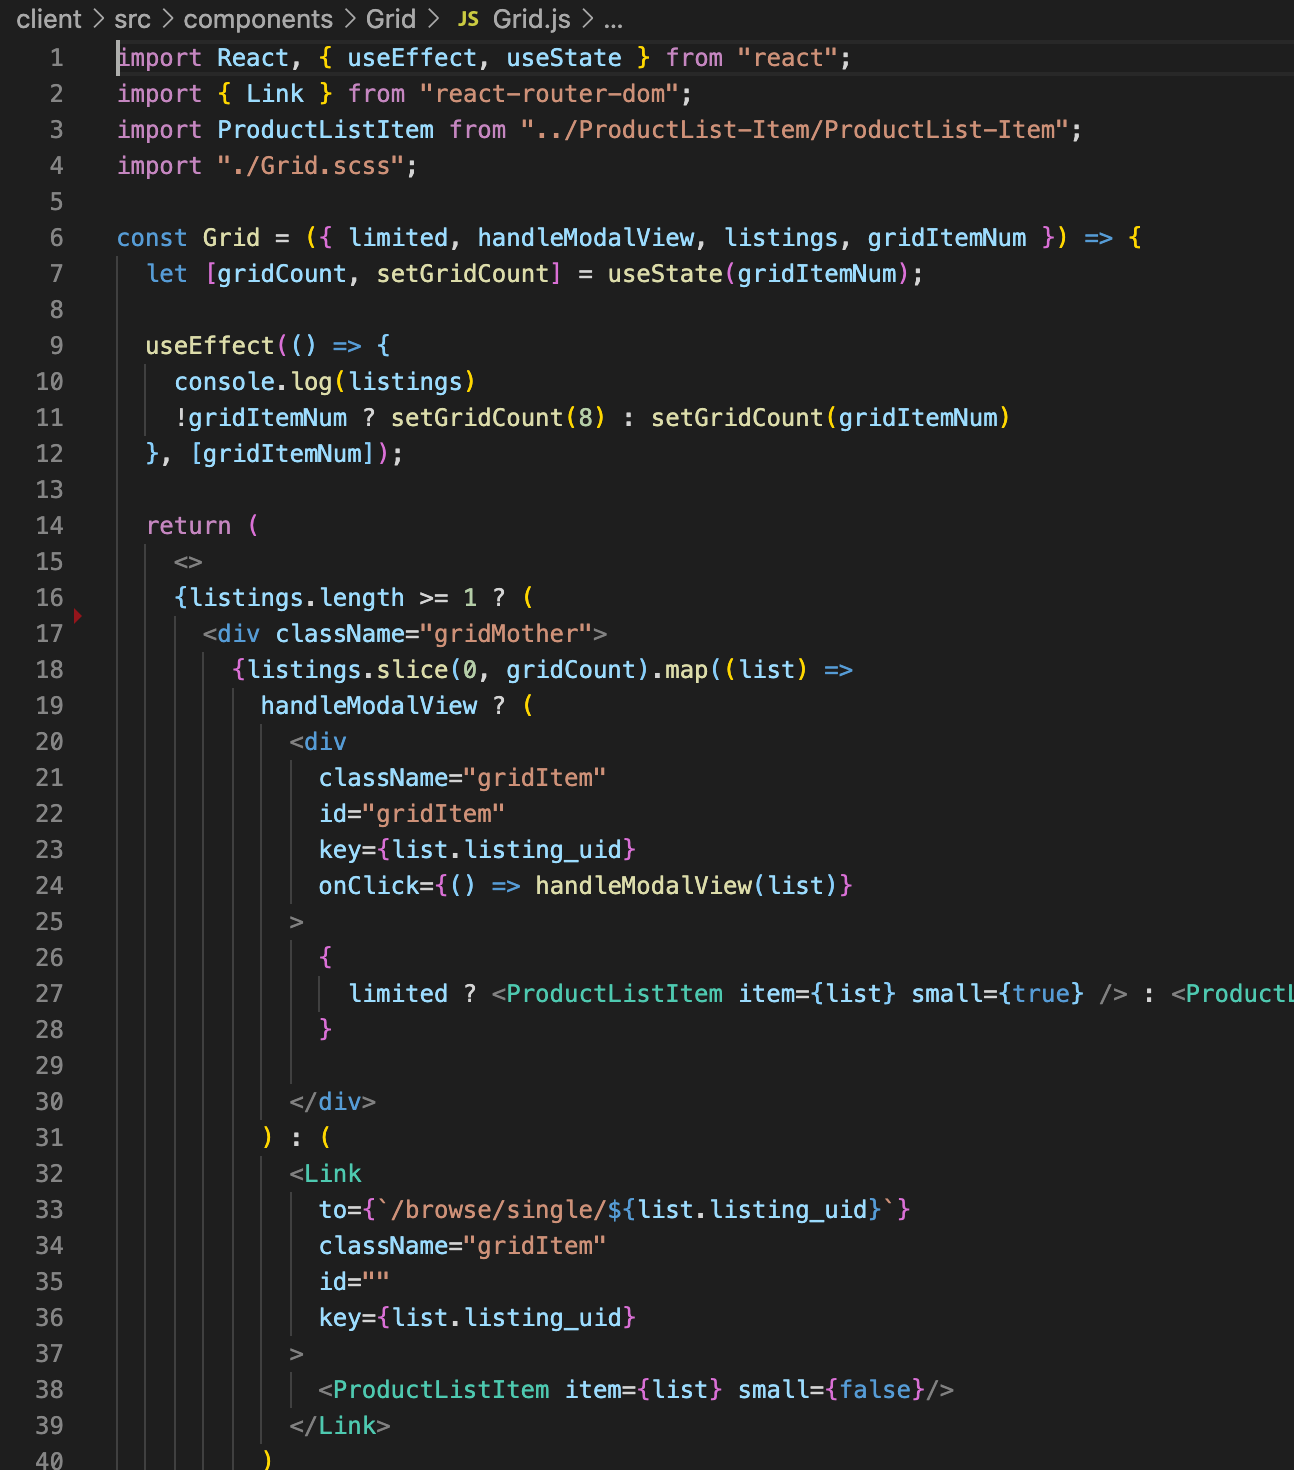 client > src > components > Grid > JS Grid.js > ...
1 import React, { useEffect, useState } from "react";
2 import { Link } from "react-router-dom";
3 import ProductListItem from "../ProductList-Item/ProductList-Item";
4 import "./Grid.scss";
5
6 const Grid = ({ limited, handleModalView, listings, gridItemNum }) => {
7 let [gridCount, setGridCount] = useState(gridItemNum);
8
9 useEffect(() => {
10 console.log(listings)
11 !gridItemNum ? setGridCount(8) : setGridCount(gridItemNum)
12 }, [gridItemNum]);
13
14 return (
15 <>
16 {listings.length >= 1 ? (
17 <div className="gridMother">
18 {listings.slice(0, gridCount).map((list) =>
19 handleModalView ? (
20 <div
21 className="gridItem"
22 id="gridItem"
23 key={list.listing_uid}
24 onClick={() => handleModalView(list)}
25 >
26 {
27 limited ? <ProductListItem item={list} small={true} /> : <ProductL
28 }
29
30 </div>
31 ) : (
32 <Link
33 to={`/browse/single/${list.listing_uid}`}
34 className="gridItem"
35 id=""
36 key={list.listing_uid}
37 >
38 <ProductListItem item={list} small={false}/>
39 </Link>
40 )